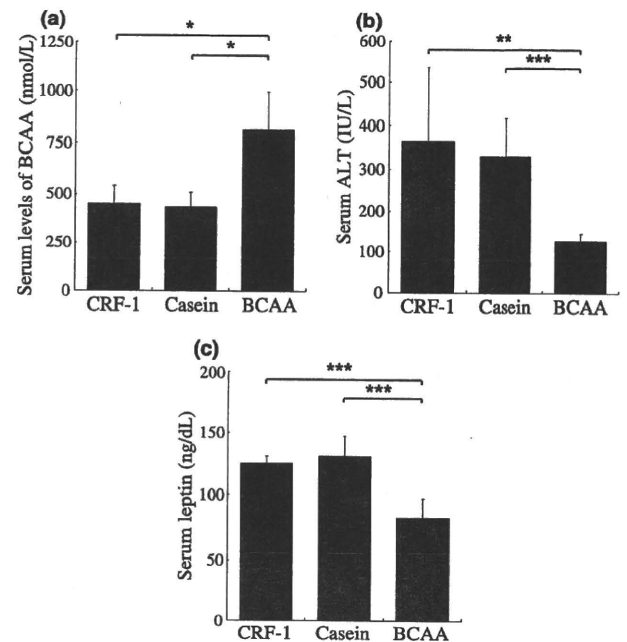 (a)
Serum levels of BCAA (nmol/L)
1250
1000
750
500
250
0
*
*
CRF-1 Casein BCAA
(b)
Serum ALT (IU/L)
600
500
400
300
200
100
0
**
***
CRF-1 Casein BCAA
(c)
Serum leptin (ng/dL)
200
150
100
50
0
***
***
CRF-1 Casein BCAA